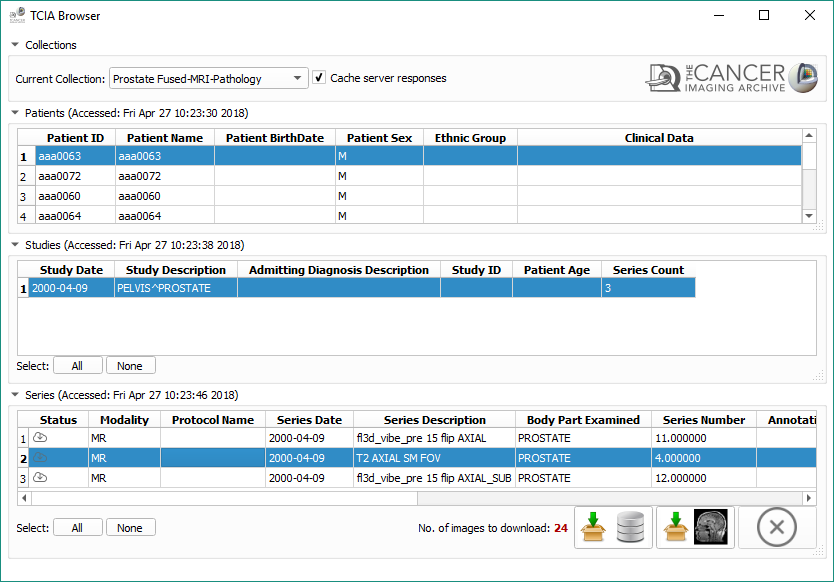 TCIA Browser
Collections
Current Collection: Prostate Fused-MRI-Pathology Cache server responses THE CANCER IMAGING ARCHIVE
Patients (Accessed: Fri Apr 27 10:23:30 2018)
Patient ID Patient Name Patient BirthDate Patient Sex Ethnic Group Clinical Data
1 aaa0063 aaa0063 M
2 aaa0072 aaa0072 M
3 aaa0060 aaa0060 M
4 aaa0064 aaa0064 M
Studies (Accessed: Fri Apr 27 10:23:38 2018)
Study Date Study Description Admitting Diagnosis Description Study ID Patient Age Series Count
1 2000-04-09 PELVIS^PROSTATE 3
Select: All None
Series (Accessed: Fri Apr 27 10:23:46 2018)
Status Modality Protocol Name Series Date Series Description Body Part Examined Series Number Annotati
1 MR 2000-04-09 fl3d_vibe_pre 15 flip AXIAL PROSTATE 11.000000
2 MR 2000-04-09 T2 AXIAL SM FOV PROSTATE 4.000000
3 MR 2000-04-09 fl3d_vibe_pre 15 flip AXIAL_SUB PROSTATE 12.000000
Select: All None No. of images to download: 24